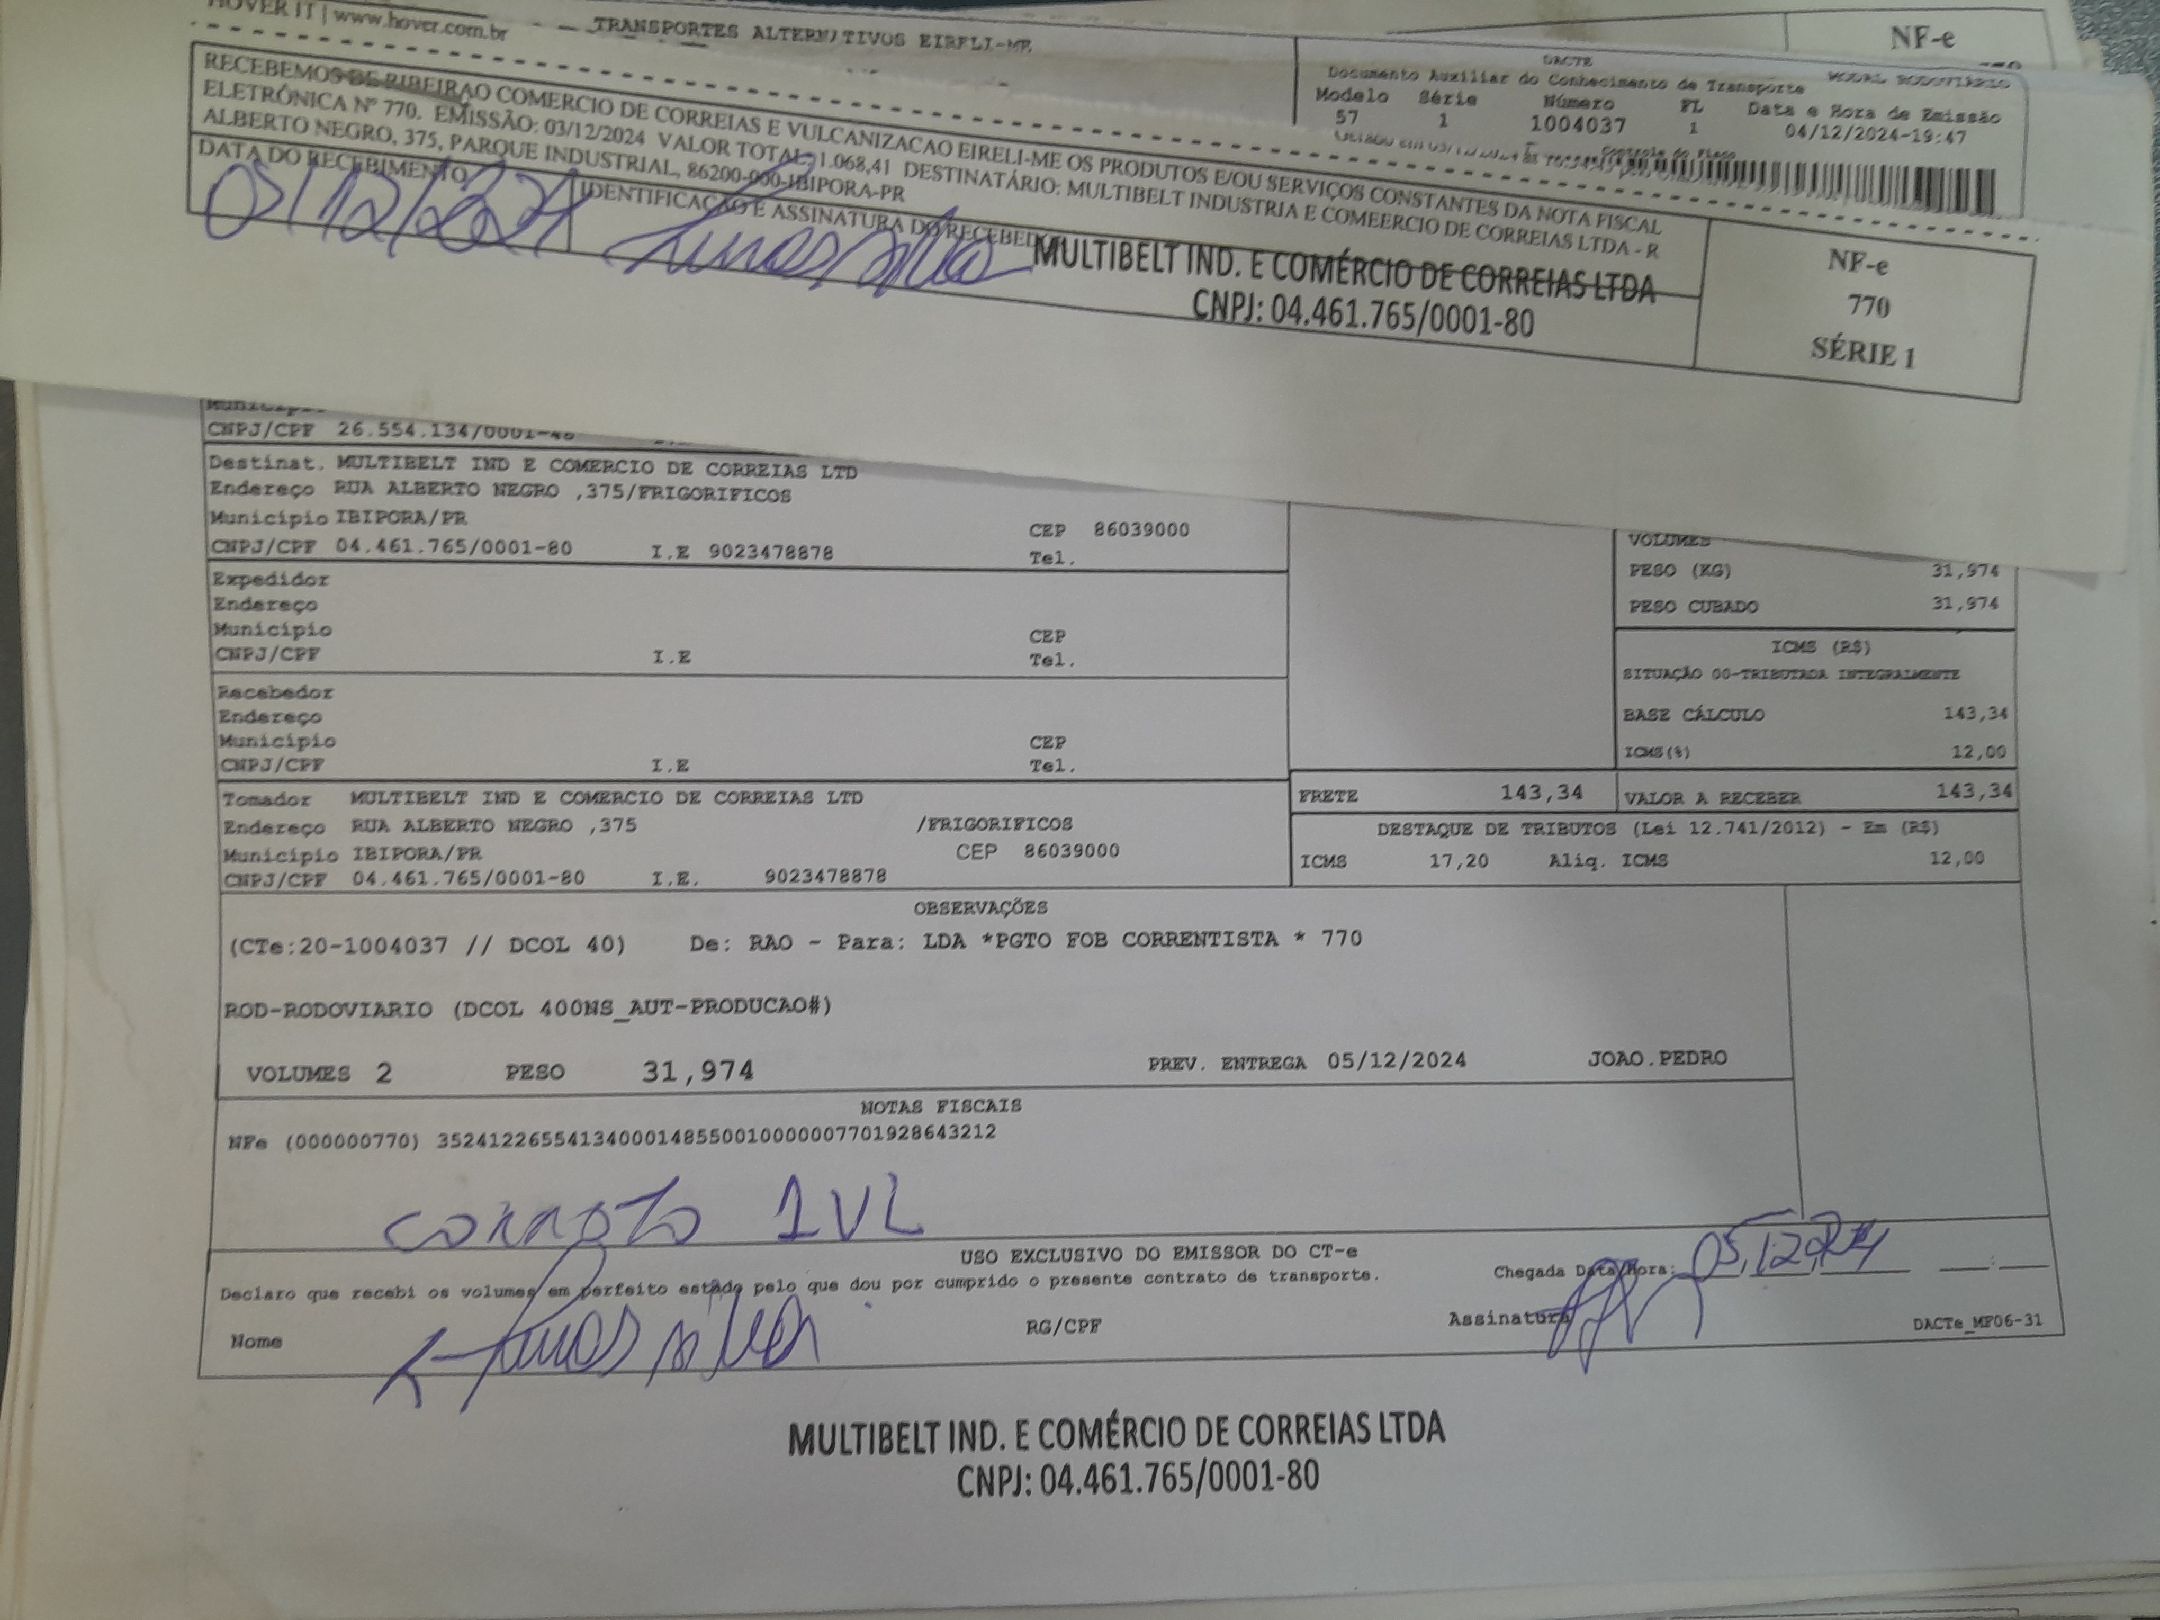 HOVER IT | www.hover.com.br
TRANSPORTES ALTERNATIVOS EIRELI-ME
NF-e
DACTE
Documento Auxiliar do Conhecimento de Transporte
MODAL RODOVIÁRIO
Modelo Série Número FL Data e Hora de Emissão
57 1 1004037 1 04/12/2024-19:47
Controle do Fisco
RECEBEMOS DE RIBEIRAO COMERCIO DE CORREIAS E VULCANIZACAO EIRELI-ME OS PRODUTOS E/OU SERVIÇOS CONSTANTES DA NOTA FISCAL
ELETRÔNICA Nº 770. EMISSÃO: 03/12/2024 VALOR TOTAL: 1.068,41 DESTINATÁRIO: MULTIBELT INDUSTRIA E COMEERCIO DE CORREIAS LTDA - R
ALBERTO NEGRO, 375, PARQUE INDUSTRIAL, 86200-000-IBIPORA-PR
DATA DO RECEBIMENTO
IDENTIFICAÇÃO E ASSINATURA DO RECEBEDOR
05/12/2024
MULTIBELT IND. E COMÉRCIO DE CORREIAS LTDA
CNPJ: 04.461.765/0001-80
NF-e
770
SÉRIE 1
Município
CNPJ/CPF 26.554.134/0001-48
Destinat. MULTIBELT IND E COMERCIO DE CORREIAS LTD
Endereço RUA ALBERTO NEGRO ,375/FRIGORIFICOS
Município IBIPORA/PR CEP 86039000
CNPJ/CPF 04.461.765/0001-80 I.E 9023478878 Tel.
VOLUMES
PESO (KG) 31,974
PESO CUBADO 31,974
Expedidor
Endereço
Município CEP
CNPJ/CPF I.E Tel.
ICMS (R$)
SITUAÇÃO 00-TRIBUTADA INTEGRALMENTE
BASE CÁLCULO 143,34
ICMS(%) 12,00
Recebedor
Endereço
Município CEP
CNPJ/CPF I.E Tel.
Tomador MULTIBELT IND E COMERCIO DE CORREIAS LTD
Endereço RUA ALBERTO NEGRO ,375 /FRIGORIFICOS
Município IBIPORA/PR CEP 86039000
CNPJ/CPF 04.461.765/0001-80 I.E. 9023478878
FRETE 143,34 VALOR A RECEBER 143,34
DESTAQUE DE TRIBUTOS (Lei 12.741/2012) - Em (R$)
ICMS 17,20 Aliq. ICMS 12,00
OBSERVAÇÕES
(CTe:20-1004037 // DCOL 40) De: RAO - Para: LDA *PGTO FOB CORRENTISTA * 770
ROD-RODOVIARIO (DCOL 400NS_AUT-PRODUCAO#)
VOLUMES 2 PESO 31,974 PREV. ENTREGA 05/12/2024 JOAO.PEDRO
NOTAS FISCAIS
NFe (000000770) 35241226554134000148550010000007701928643212
correto 1VL
USO EXCLUSIVO DO EMISSOR DO CT-e
Declaro que recebi os volumes em perfeito estado pelo que dou por cumprido o presente contrato de transporte.
Chegada Data/Hora: 05,12,24
Nome RG/CPF Assinatura
DACTe_MF06-31
MULTIBELT IND. E COMÉRCIO DE CORREIAS LTDA
CNPJ: 04.461.765/0001-80